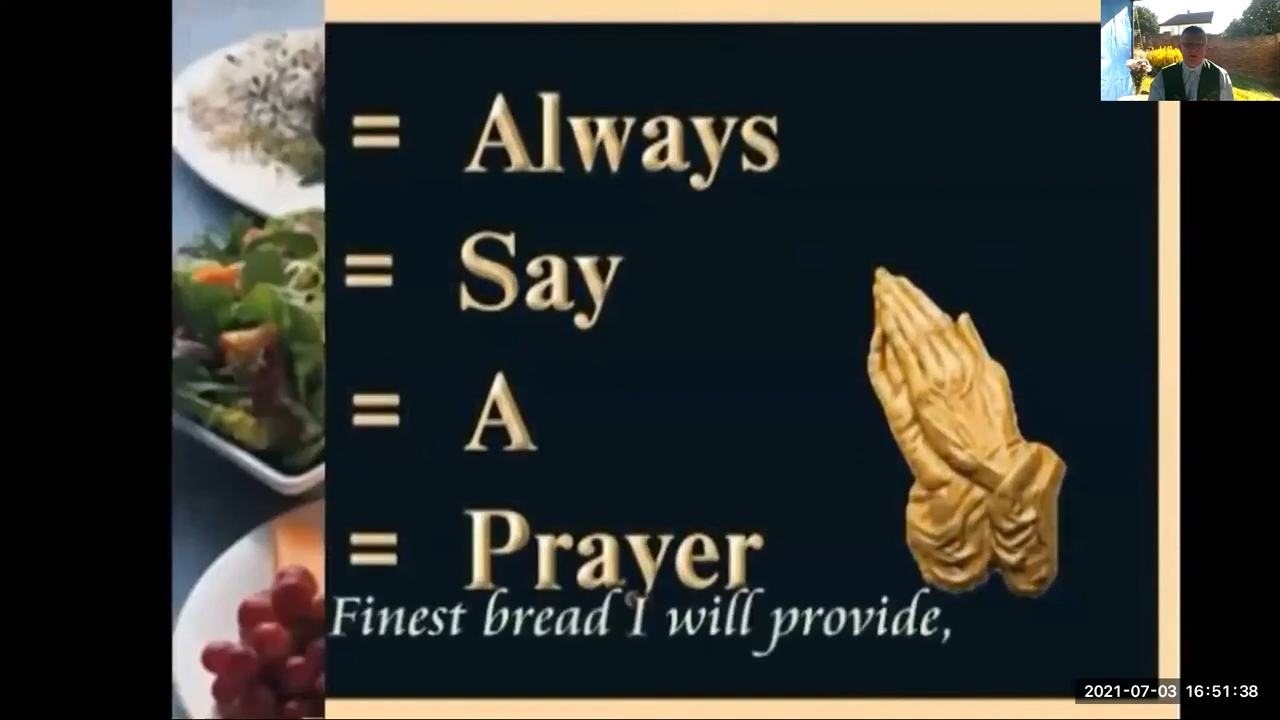 = Always
= Say
= A
= Prayer
Finest bread I will provide,
2021-07-03 16:51:38